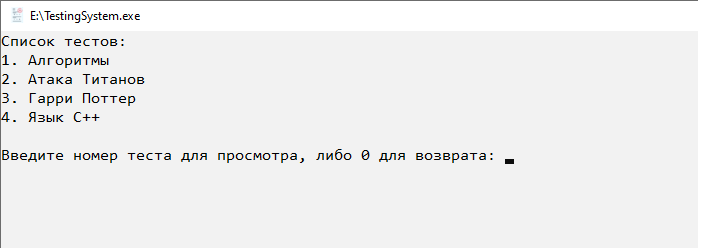 E:\TestingSystem.exe
Список тестов:
1. Алгоритмы
2. Атака Титанов
3. Гарри Поттер
4. Язык C++
Введите номер теста для просмотра, либо 0 для возврата: